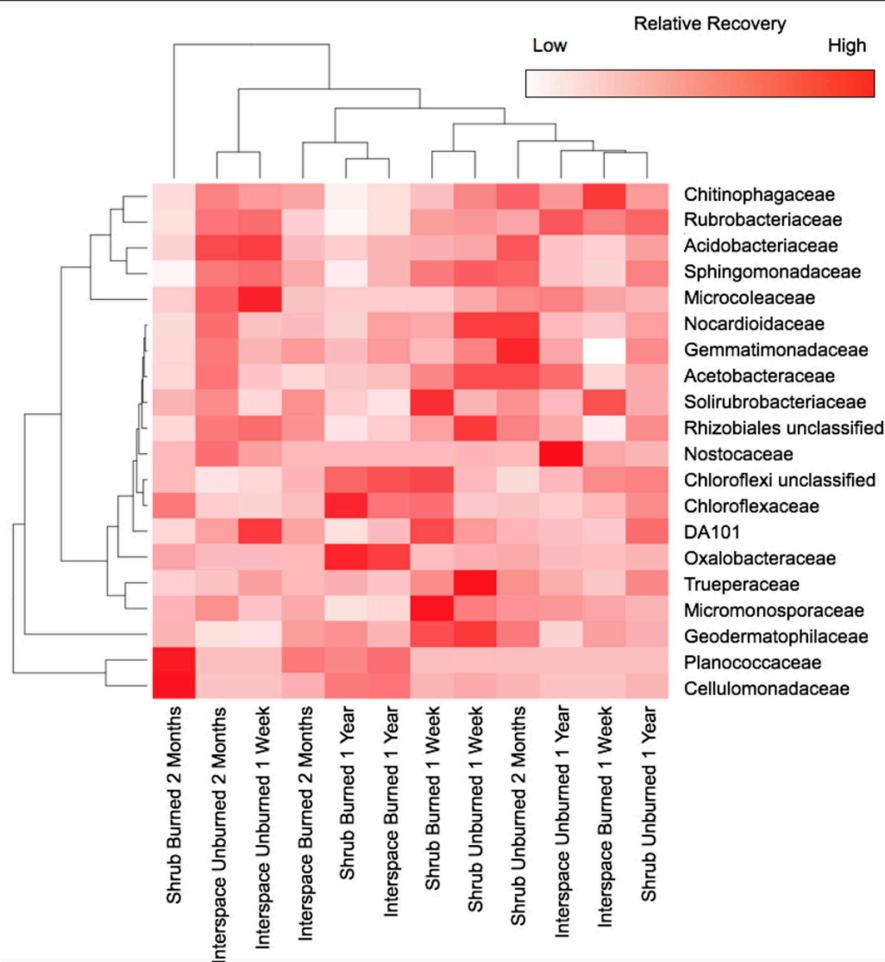 Relative Recovery
Low
High
Chitinophagaceae
Rubrobacteriaceae
Acidobacteriaceae
Sphingomonadaceae
Microcoleaceae
Nocardioidaceae
Gemmatimonadaceae
Acetobacteraceae
Solirubrobacteriaceae
Rhizobiales unclassified
Nostocaceae
Chloroflexi unclassified
Chloroflexaceae
DA101
Oxalobacteraceae
Trueperaceae
Micromonosporaceae
Geodermatophilaceae
Planococcaceae
Cellulomonadaceae
Shrub Burned 2 Months
Interspace Unburned 2 Months
Interspace Unburned 1 Week
Interspace Burned 2 Months
Shrub Burned 1 Year
Interspace Burned 1 Year
Shrub Burned 1 Week
Shrub Unburned 1 Week
Shrub Unburned 2 Months
Interspace Unburned 1 Year
Interspace Burned 1 Week
Shrub Unburned 1 Year